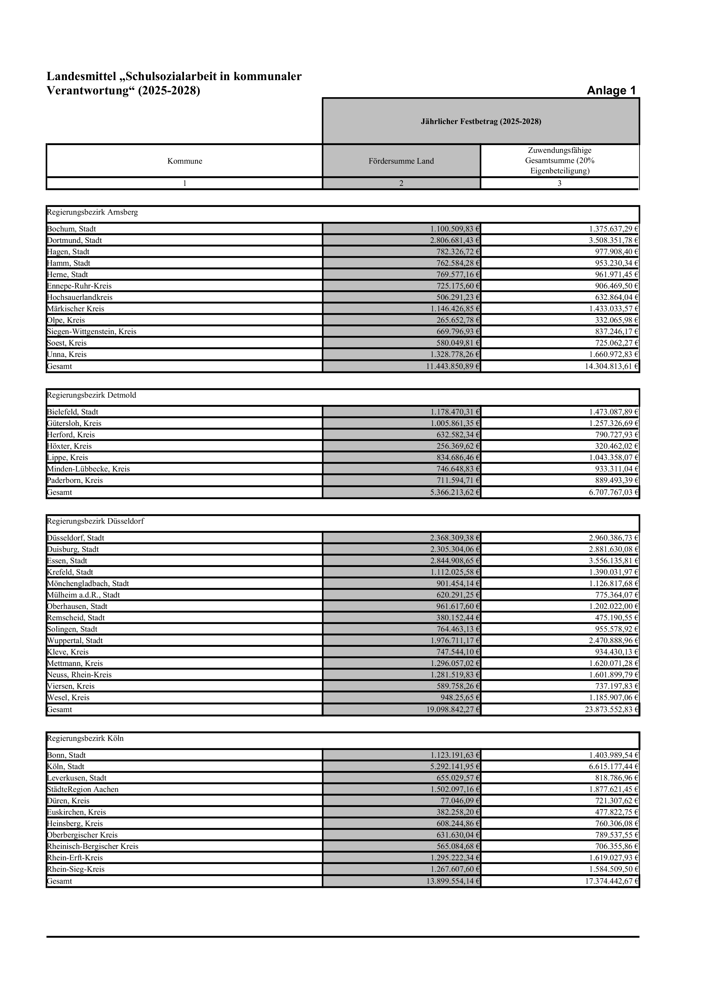 Landesmittel „Schulsozialarbeit in kommunaler
Verantwortung“ (2025-2028) Anlage 1
Jährlicher Festbetrag (2025-2028)
Kommune Fördersumme Land Zuwendungsfähige
Gesamtsumme (20%
Eigenbeteiligung)
1 2 3
Regierungsbezirk Arnsberg
Bochum, Stadt 1.100.509,83 € 1.375.637,29 €
Dortmund, Stadt 2.806.681,43 € 3.508.351,78 €
Hagen, Stadt 782.326,72 € 977.908,40 €
Hamm, Stadt 762.584,28 € 953.230,34 €
Herne, Stadt 769.577,16 € 961.971,45 €
Ennepe-Ruhr-Kreis 725.175,60 € 906.469,50 €
Hochsauerlandkreis 506.291,23 € 632.864,04 €
Märkischer Kreis 1.146.426,85 € 1.433.033,57 €
Olpe, Kreis 265.652,78 € 332.065,98 €
Siegen-Wittgenstein, Kreis 669.796,93 € 837.246,17 €
Soest, Kreis 580.049,81 € 725.062,27 €
Unna, Kreis 1.328.778,26 € 1.660.972,83 €
Gesamt 11.443.850,89 € 14.304.813,61 €
Regierungsbezirk Detmold
Bielefeld, Stadt 1.178.470,31 € 1.473.087,89 €
Gütersloh, Kreis 1.005.861,35 € 1.257.326,69 €
Herford, Kreis 632.582,34 € 790.727,93 €
Höxter, Kreis 256.369,62 € 320.462,02 €
Lippe, Kreis 834.686,46 € 1.043.358,07 €
Minden-Lübbecke, Kreis 746.648,83 € 933.311,04 €
Paderborn, Kreis 711.594,71 € 889.493,39 €
Gesamt 5.366.213,62 € 6.707.767,03 €
Regierungsbezirk Düsseldorf
Düsseldorf, Stadt 2.368.309,38 € 2.960.386,73 €
Duisburg, Stadt 2.305.304,06 € 2.881.630,08 €
Essen, Stadt 2.844.908,65 € 3.556.135,81 €
Krefeld, Stadt 1.112.025,58 € 1.390.031,97 €
Mönchengladbach, Stadt 901.454,14 € 1.126.817,68 €
Mülheim a.d.R., Stadt 620.291,25 € 775.364,07 €
Oberhausen, Stadt 961.617,60 € 1.202.022,00 €
Remscheid, Stadt 380.152,44 € 475.190,55 €
Solingen, Stadt 764.463,13 € 955.578,92 €
Wuppertal, Stadt 1.976.711,17 € 2.470.888,96 €
Kleve, Kreis 747.544,10 € 934.430,13 €
Mettmann, Kreis 1.296.057,02 € 1.620.071,28 €
Neuss, Rhein-Kreis 1.281.519,83 € 1.601.899,79 €
Viersen, Kreis 589.758,26 € 737.197,83 €
Wesel, Kreis 948.25,65 € 1.185.907,06 €
Gesamt 19.098.842,27 € 23.873.552,83 €
Regierungsbezirk Köln
Bonn, Stadt 1.123.191,63 € 1.403.989,54 €
Köln, Stadt 5.292.141,95 € 6.615.177,44 €
Leverkusen, Stadt 655.029,57 € 818.786,96 €
StädteRegion Aachen 1.502.097,16 € 1.877.621,45 €
Düren, Kreis 77.046,09 € 721.307,62 €
Euskirchen, Kreis 382.258,20 € 477.822,75 €
Heinsberg, Kreis 608.244,86 € 760.306,08 €
Oberbergischer Kreis 631.630,04 € 789.537,55 €
Rheinisch-Bergischer Kreis 565.084,68 € 706.355,86 €
Rhein-Erft-Kreis 1.295.222,34 € 1.619.027,93 €
Rhein-Sieg-Kreis 1.267.607,60 € 1.584.509,50 €
Gesamt 13.899.554,14 € 17.374.442,67 €